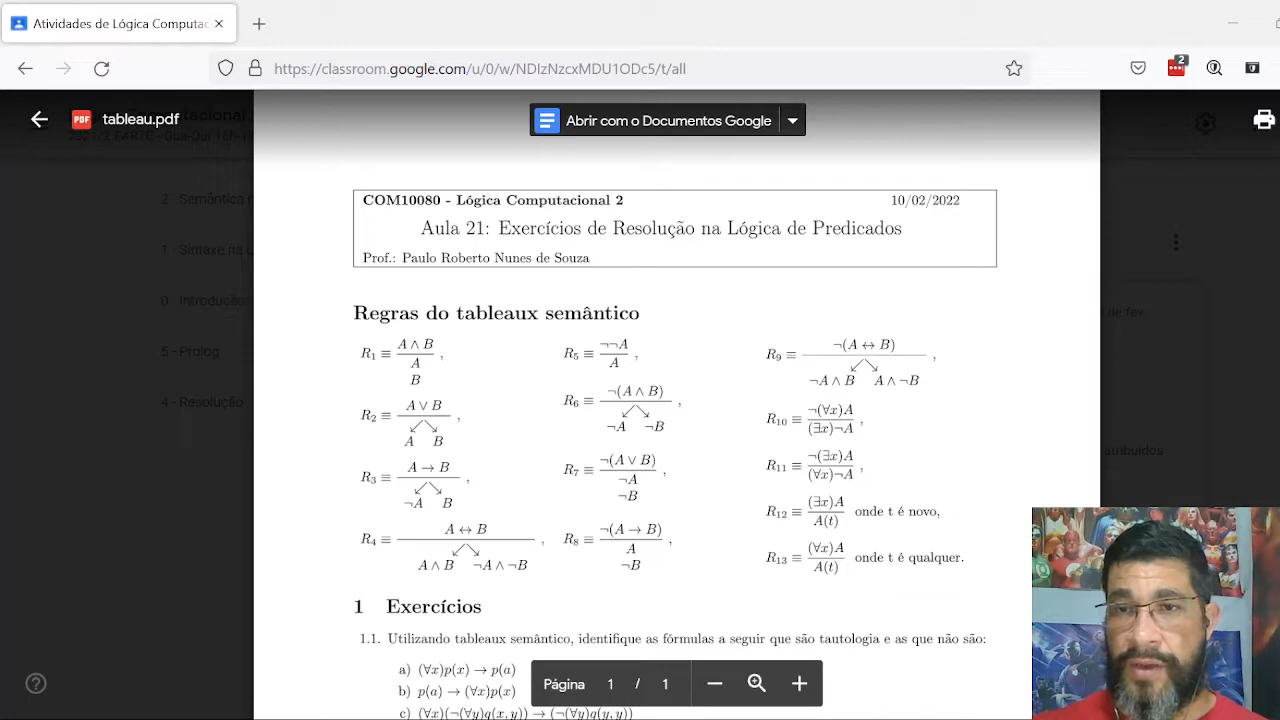 Atividades de Lógica Computac
https://classroom.google.com/u/0/w/NDIzNzcxMDU1ODc5/t/all
2
PDF tableau.pdf
Abrir com o Documentos Google
2 - Semântica
1 - Sintaxe na L
0 - Introdução
5 - Prolog
4 - Resolução
de fev.
COM10080 - Lógica Computacional 2 10/02/2022
Aula 21: Exercícios de Resolução na Lógica de Predicados
Prof.: Paulo Roberto Nunes de Souza
Regras do tableaux semântico
R1 ≡ A ∧ B
A
B ,
R2 ≡ A ∨ B
↙↘
A B ,
R3 ≡ A → B
↙↘
¬A B ,
R4 ≡ A ↔ B
↙↘
A ∧ B ¬A ∧ ¬B ,
R5 ≡ ¬¬A
A ,
R6 ≡ ¬(A ∧ B)
↙↘
¬A ¬B ,
R7 ≡ ¬(A ∨ B)
¬A
¬B ,
R8 ≡ ¬(A → B)
A
¬B ,
R9 ≡ ¬(A ↔ B)
↙↘
¬A ∧ B A ∧ ¬B ,
R10 ≡ ¬(∀x)A
(∃x)¬A ,
R11 ≡ ¬(∃x)A
(∀x)¬A ,
R12 ≡ (∃x)A
A(t) onde t é novo,
R13 ≡ (∀x)A
A(t) onde t é qualquer.
1 Exercícios
1.1. Utilizando tableaux semântico, identifique as fórmulas a seguir que são tautologia e as que não são:
a) (∀x)p(x) → p(a)
b) p(a) → (∀x)p(x)
c) (∀x)(¬(∀y)q(x, y)) → (¬(∀y)q(y, y))
Página 1 / 1